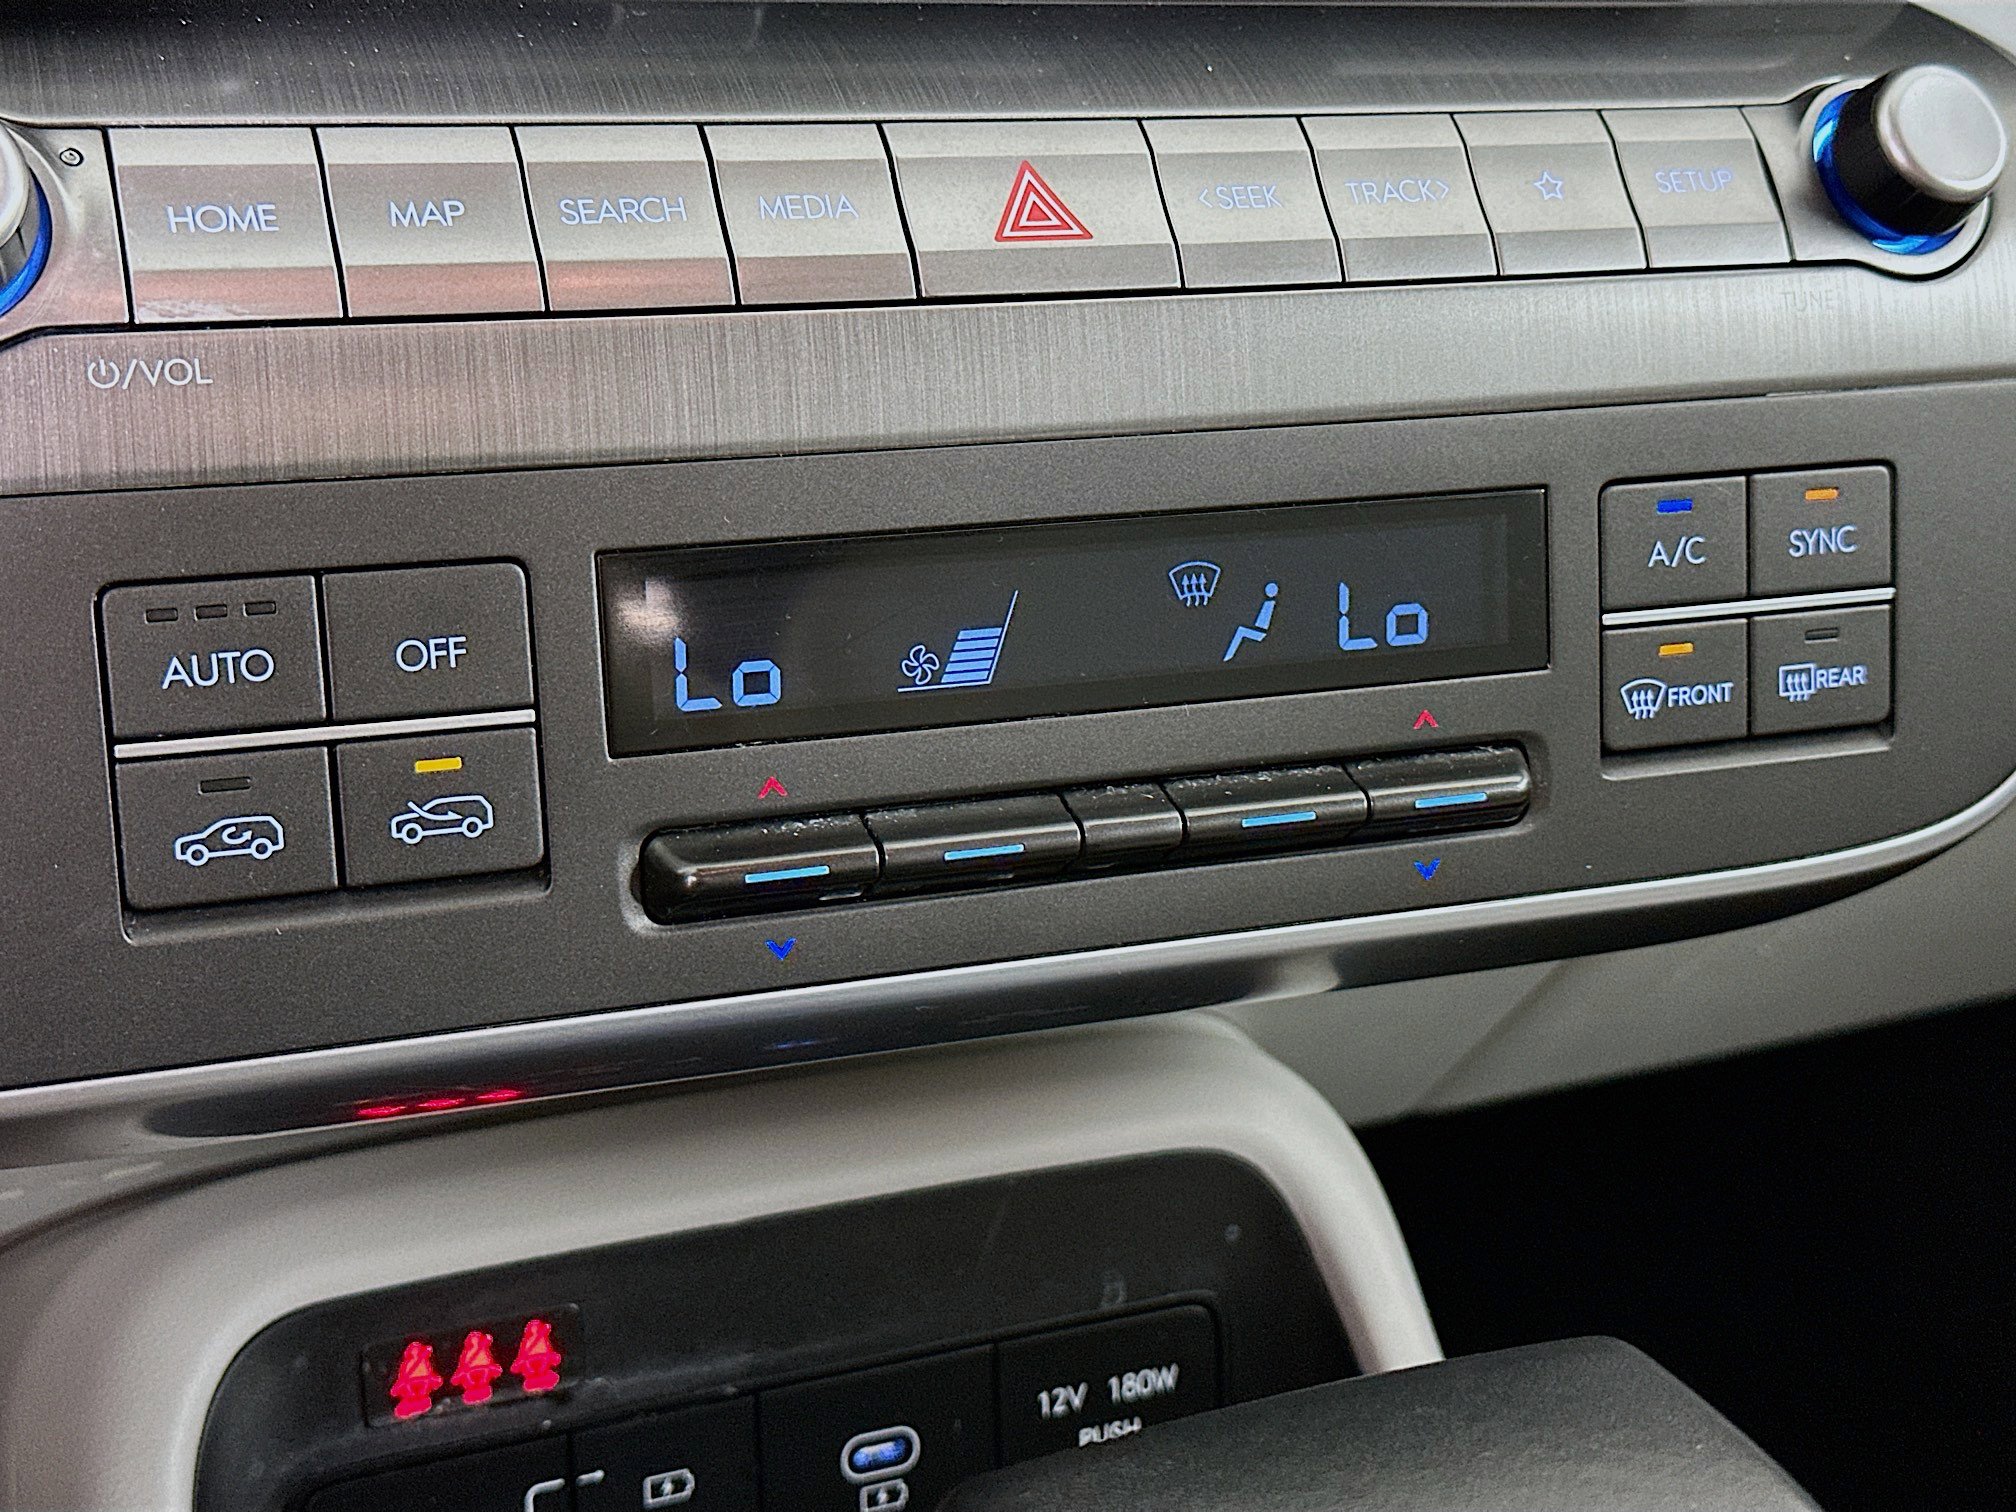 HOME MAP SEARCH MEDIA <SEEK TRACK> SETUP
TUNE
/VOL
A/C SYNC
AUTO OFF Lo Lo
FRONT REAR
12V 180W
PUSH